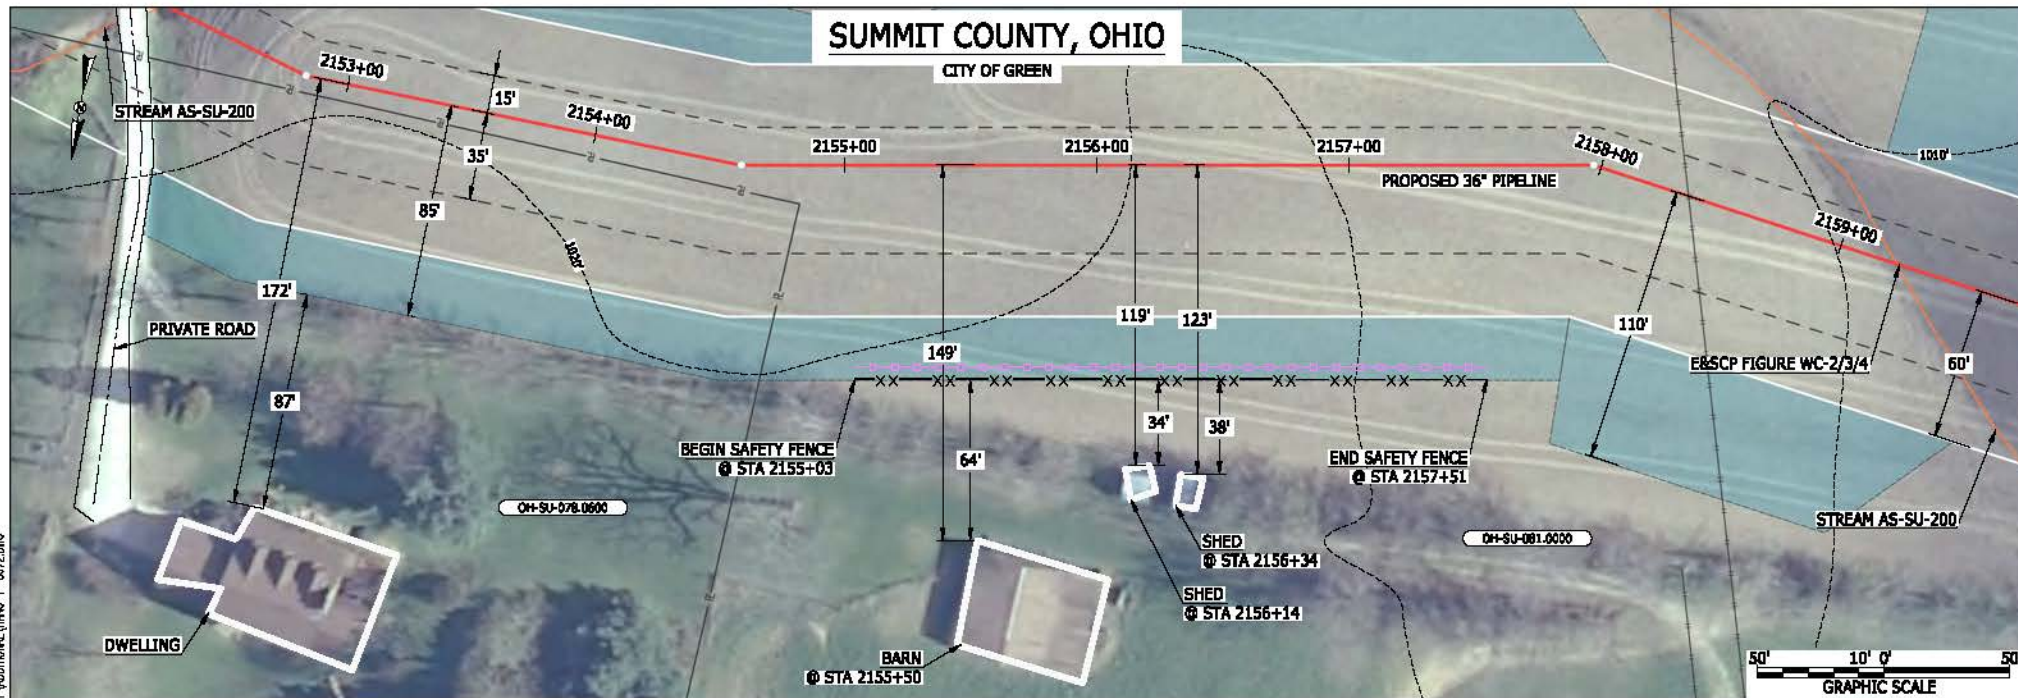 SUMMIT COUNTY, OHIO
CITY OF GREEN
2153+00
15'
2154+00
STREAM AS-SU-200
35'
2155+00
2156+00
2157+00
2158+00
1010'
PROPOSED 36" PIPELINE
85'
2159+00
1020'
172'
119'
123'
110'
PRIVATE ROAD
149'
E&SCP FIGURE WC-2/3/4
60'
87'
34'
38'
BEGIN SAFETY FENCE
@ STA 2155+03
64'
END SAFETY FENCE
@ STA 2157+51
OH-SU-078.0600
STREAM AS-SU-200
OH-SU-081.0000
SHED
@ STA 2156+34
SHED
@ STA 2156+14
DWELLING
BARN
@ STA 2155+50
50' 10' 0' 50
GRAPHIC SCALE